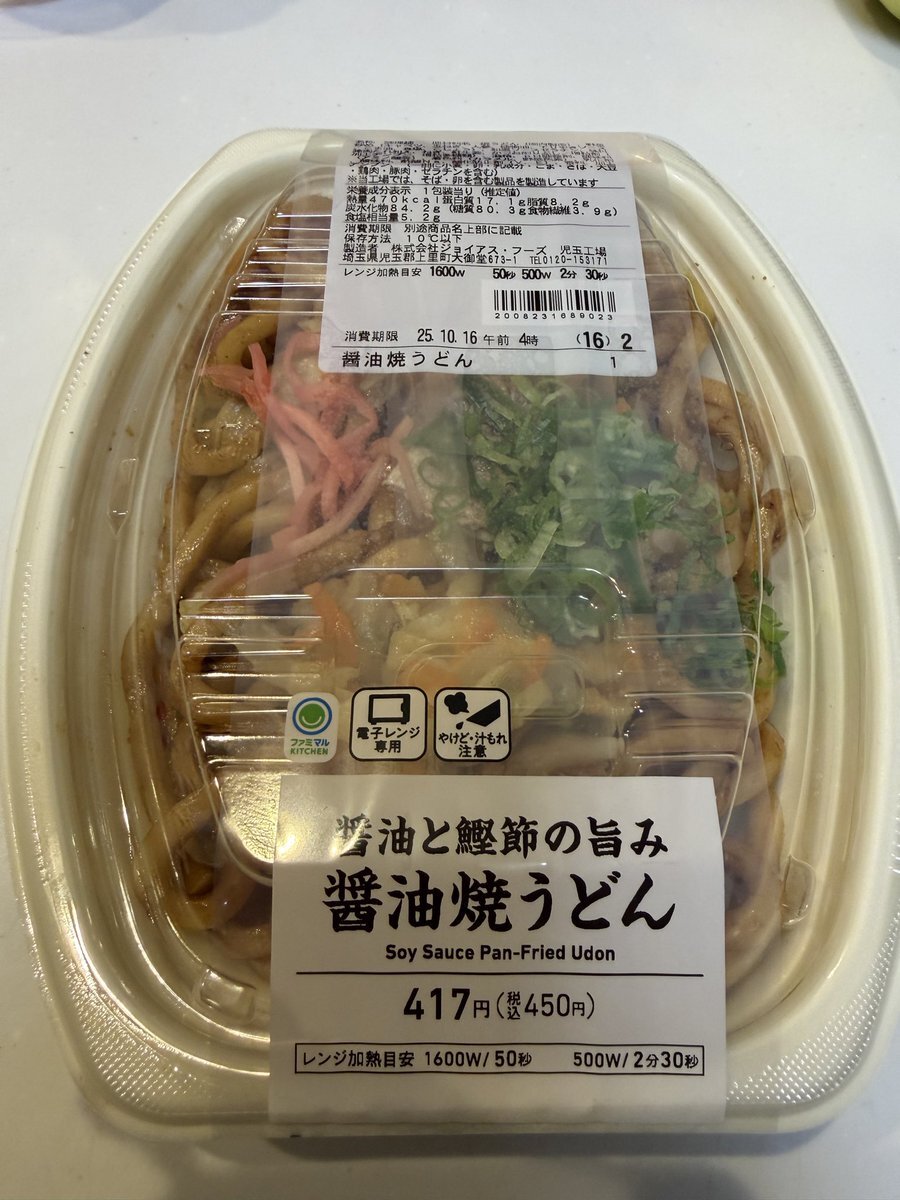 ・鶏肉・豚肉・ゼラチンを含む)
※当工場では、そば・卵を含む製品を製造しています
栄養成分表示 1包装当り(推定値)
熱量470kcal蛋白質17.1g脂質8.2g
炭水化物84.2g(糖質80.3g食物繊維3.9g)
食塩相当量5.2g
消費期限 別途商品名上部に記載
保存方法 10℃以下
製造者 株式会社ジョイアス・フーズ 児玉工場
埼玉県児玉郡上里町大御堂673-1 TEL0120-153171
レンジ加熱目安 1600W 50秒 500W 2分 30秒
2008231689023
消費期限 25.10.16 午前 4時 (16) 2
醤油焼うどん 1
ファミマル
KITCHEN
電子レンジ
専用
やけど・汁もれ
注意
醤油と鰹節の旨み
醤油焼うどん
Soy Sauce Pan-Fried Udon
417円(税込450円)
レンジ加熱目安 1600W/50秒 500W/2分30秒